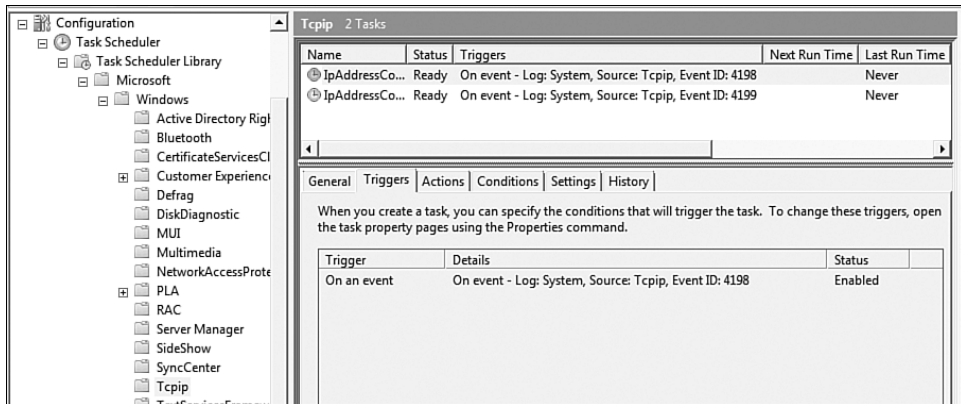 Configuration
Task Scheduler
Task Scheduler Library
Microsoft
Windows
Active Directory Righ
Bluetooth
CertificateServicesCl
Customer Experience
Defrag
DiskDiagnostic
MUI
Multimedia
NetworkAccessProte
PLA
RAC
Server Manager
SideShow
SyncCenter
Tcpip
Tcpip 2 Tasks
Name Status Triggers Next Run Time Last Run Time
IpAddressCo... Ready On event - Log: System, Source: Tcpip, Event ID: 4198 Never
IpAddressCo... Ready On event - Log: System, Source: Tcpip, Event ID: 4199 Never
General Triggers Actions Conditions Settings History
When you create a task, you can specify the conditions that will trigger the task. To change these triggers, open
the task property pages using the Properties command.
Trigger Details Status
On an event On event - Log: System, Source: Tcpip, Event ID: 4198 Enabled